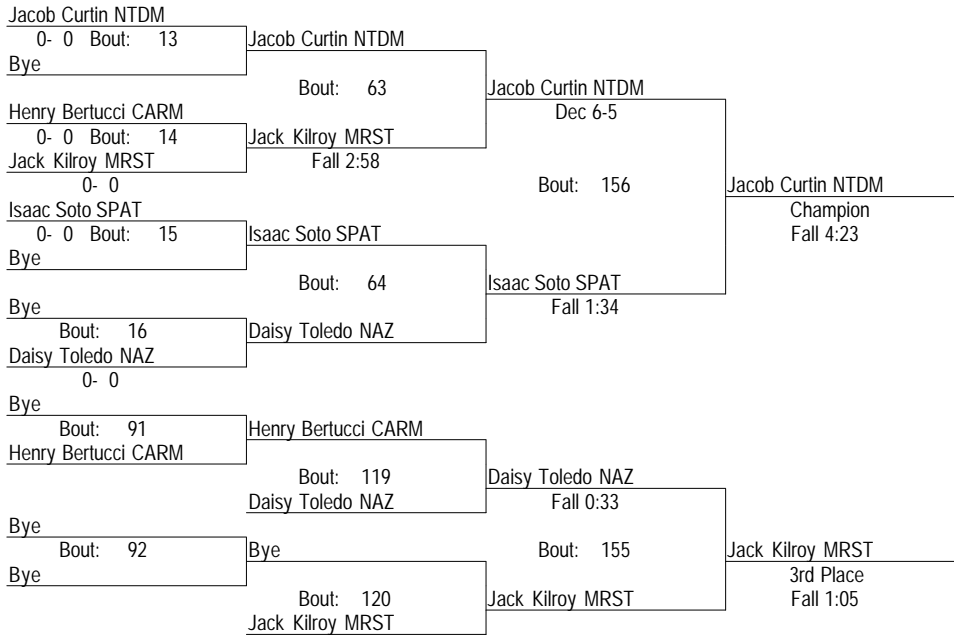 Jacob Curtin NTDM
0- 0 Bout: 13
Jacob Curtin NTDM
Bye
Bout: 63
Jacob Curtin NTDM
Henry Bertucci CARM
Dec 6-5
0- 0 Bout: 14
Jack Kilroy MRST
Jack Kilroy MRST
Fall 2:58
0- 0
Bout: 156
Jacob Curtin NTDM
Isaac Soto SPAT
Champion
0- 0 Bout: 15
Isaac Soto SPAT
Fall 4:23
Bye
Bout: 64
Isaac Soto SPAT
Bye
Fall 1:34
Bout: 16
Daisy Toledo NAZ
Daisy Toledo NAZ
0- 0
Bye
Bout: 91
Henry Bertucci CARM
Henry Bertucci CARM
Bout: 119
Daisy Toledo NAZ
Daisy Toledo NAZ
Fall 0:33
Bye
Bout: 92
Bye
Bout: 155
Jack Kilroy MRST
Bye
3rd Place
Bout: 120
Jack Kilroy MRST
Fall 1:05
Jack Kilroy MRST